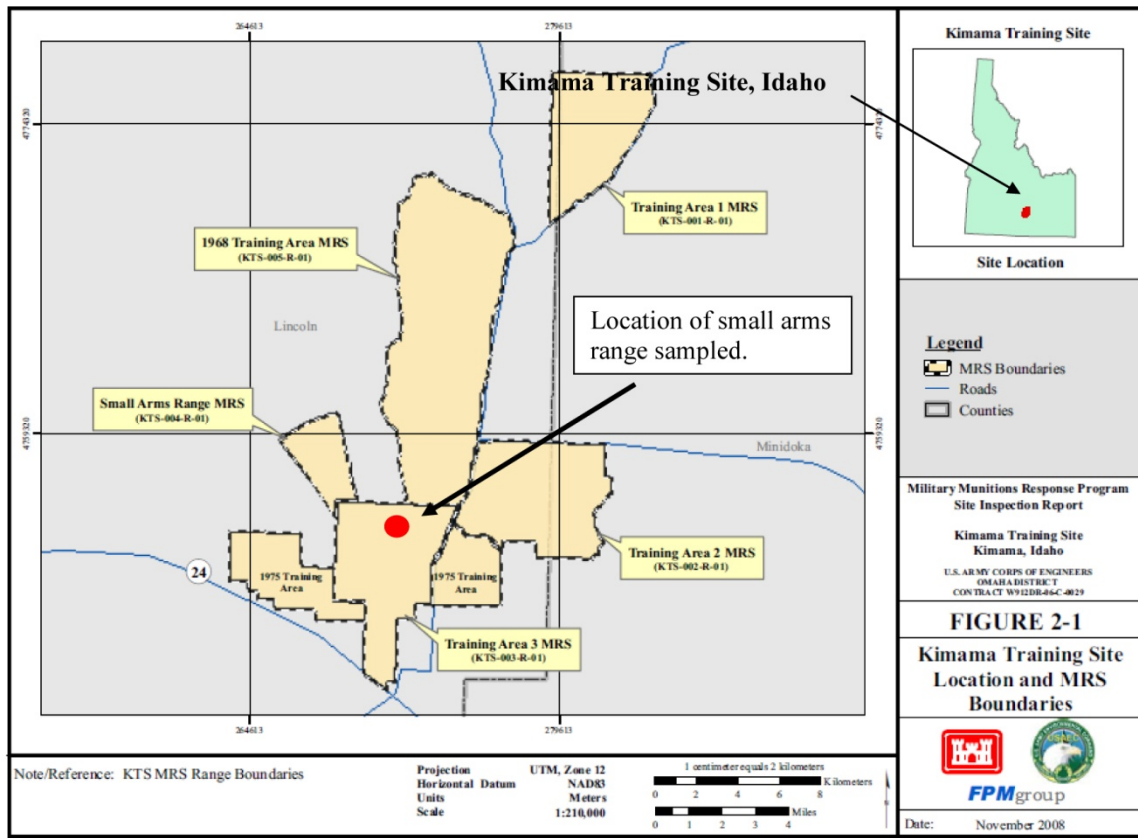 264613
279613
Kimama Training Site, Idaho
4774320
4774320
Training Area 1 MRS
(KTS-001-R-01)
1968 Training Area MRS
(KTS-005-R-01)
Lincoln
Location of small arms
range sampled.
Small Arms Range MRS
(KTS-004-R-01)
4759320
4759320
Minidoka
24
1975 Training
Area
1975 Training
Area
Training Area 2 MRS
(KTS-002-R-01)
Training Area 3 MRS
(KTS-003-R-01)
264613
279613
Kimama Training Site
Site Location
Legend
MRS Boundaries
Roads
Counties
Military Munitions Response Program
Site Inspection Report
Kimama Training Site
Kimama, Idaho
U.S. ARMY CORPS OF ENGINEERS
OMAHA DISTRICT
CONTRACT W912DR-06-C-0029
FIGURE 2-1
Kimama Training Site
Location and MRS
Boundaries
FPMgroup
Date: November 2008
Note/Reference: KTS MRS Range Boundaries
Projection UTM, Zone 12
Horizontal Datum NAD83
Units Meters
Scale 1:210,000
1 centimeter equals 2 kilometers
Kilometers
0 2 4 6 8
Miles
0 1 2 3 4